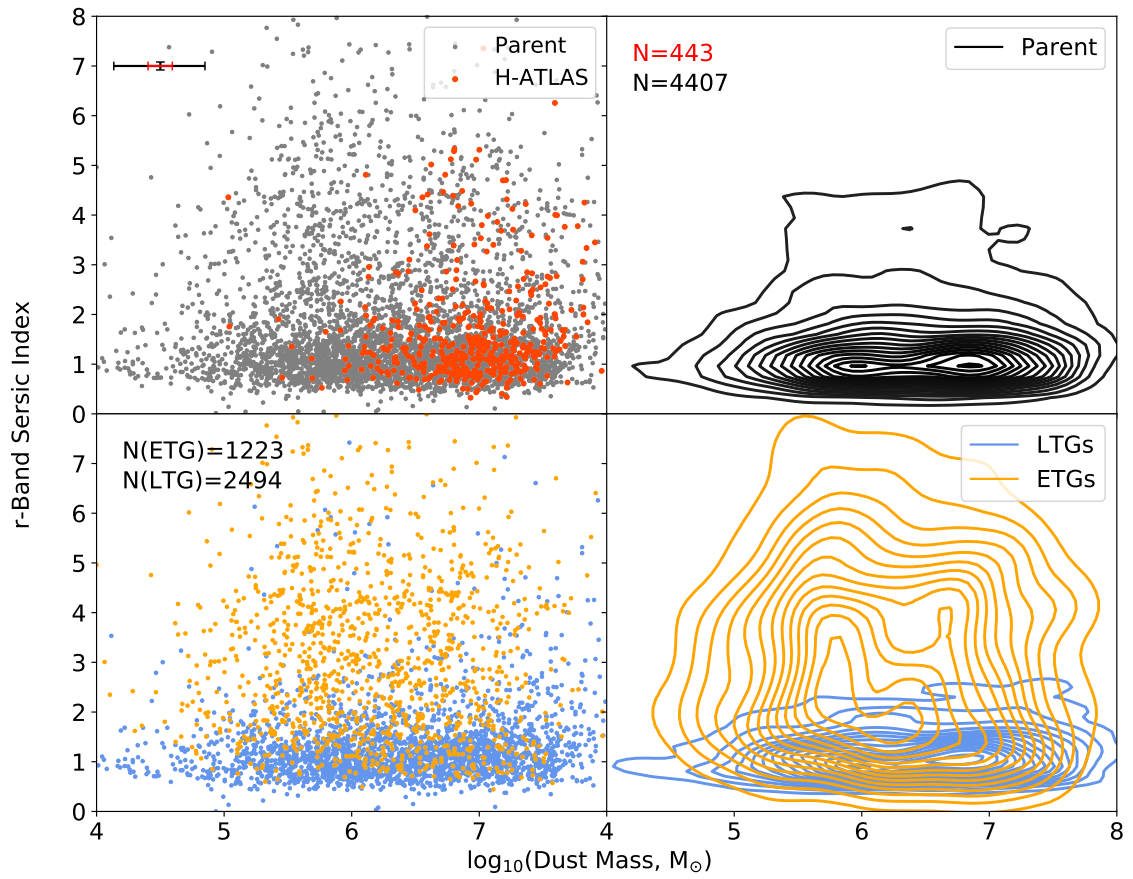 8
7
6
5
4
3
2
1
0
Parent
H-ATLAS
N=443
N=4407
Parent
r-Band Sersic Index
7
6
5
4
3
2
1
0
N(ETG)=1223
N(LTG)=2494
LTGs
ETGs
4 5 6 7 4 5 6 7 8
log10(Dust Mass, M⊙)